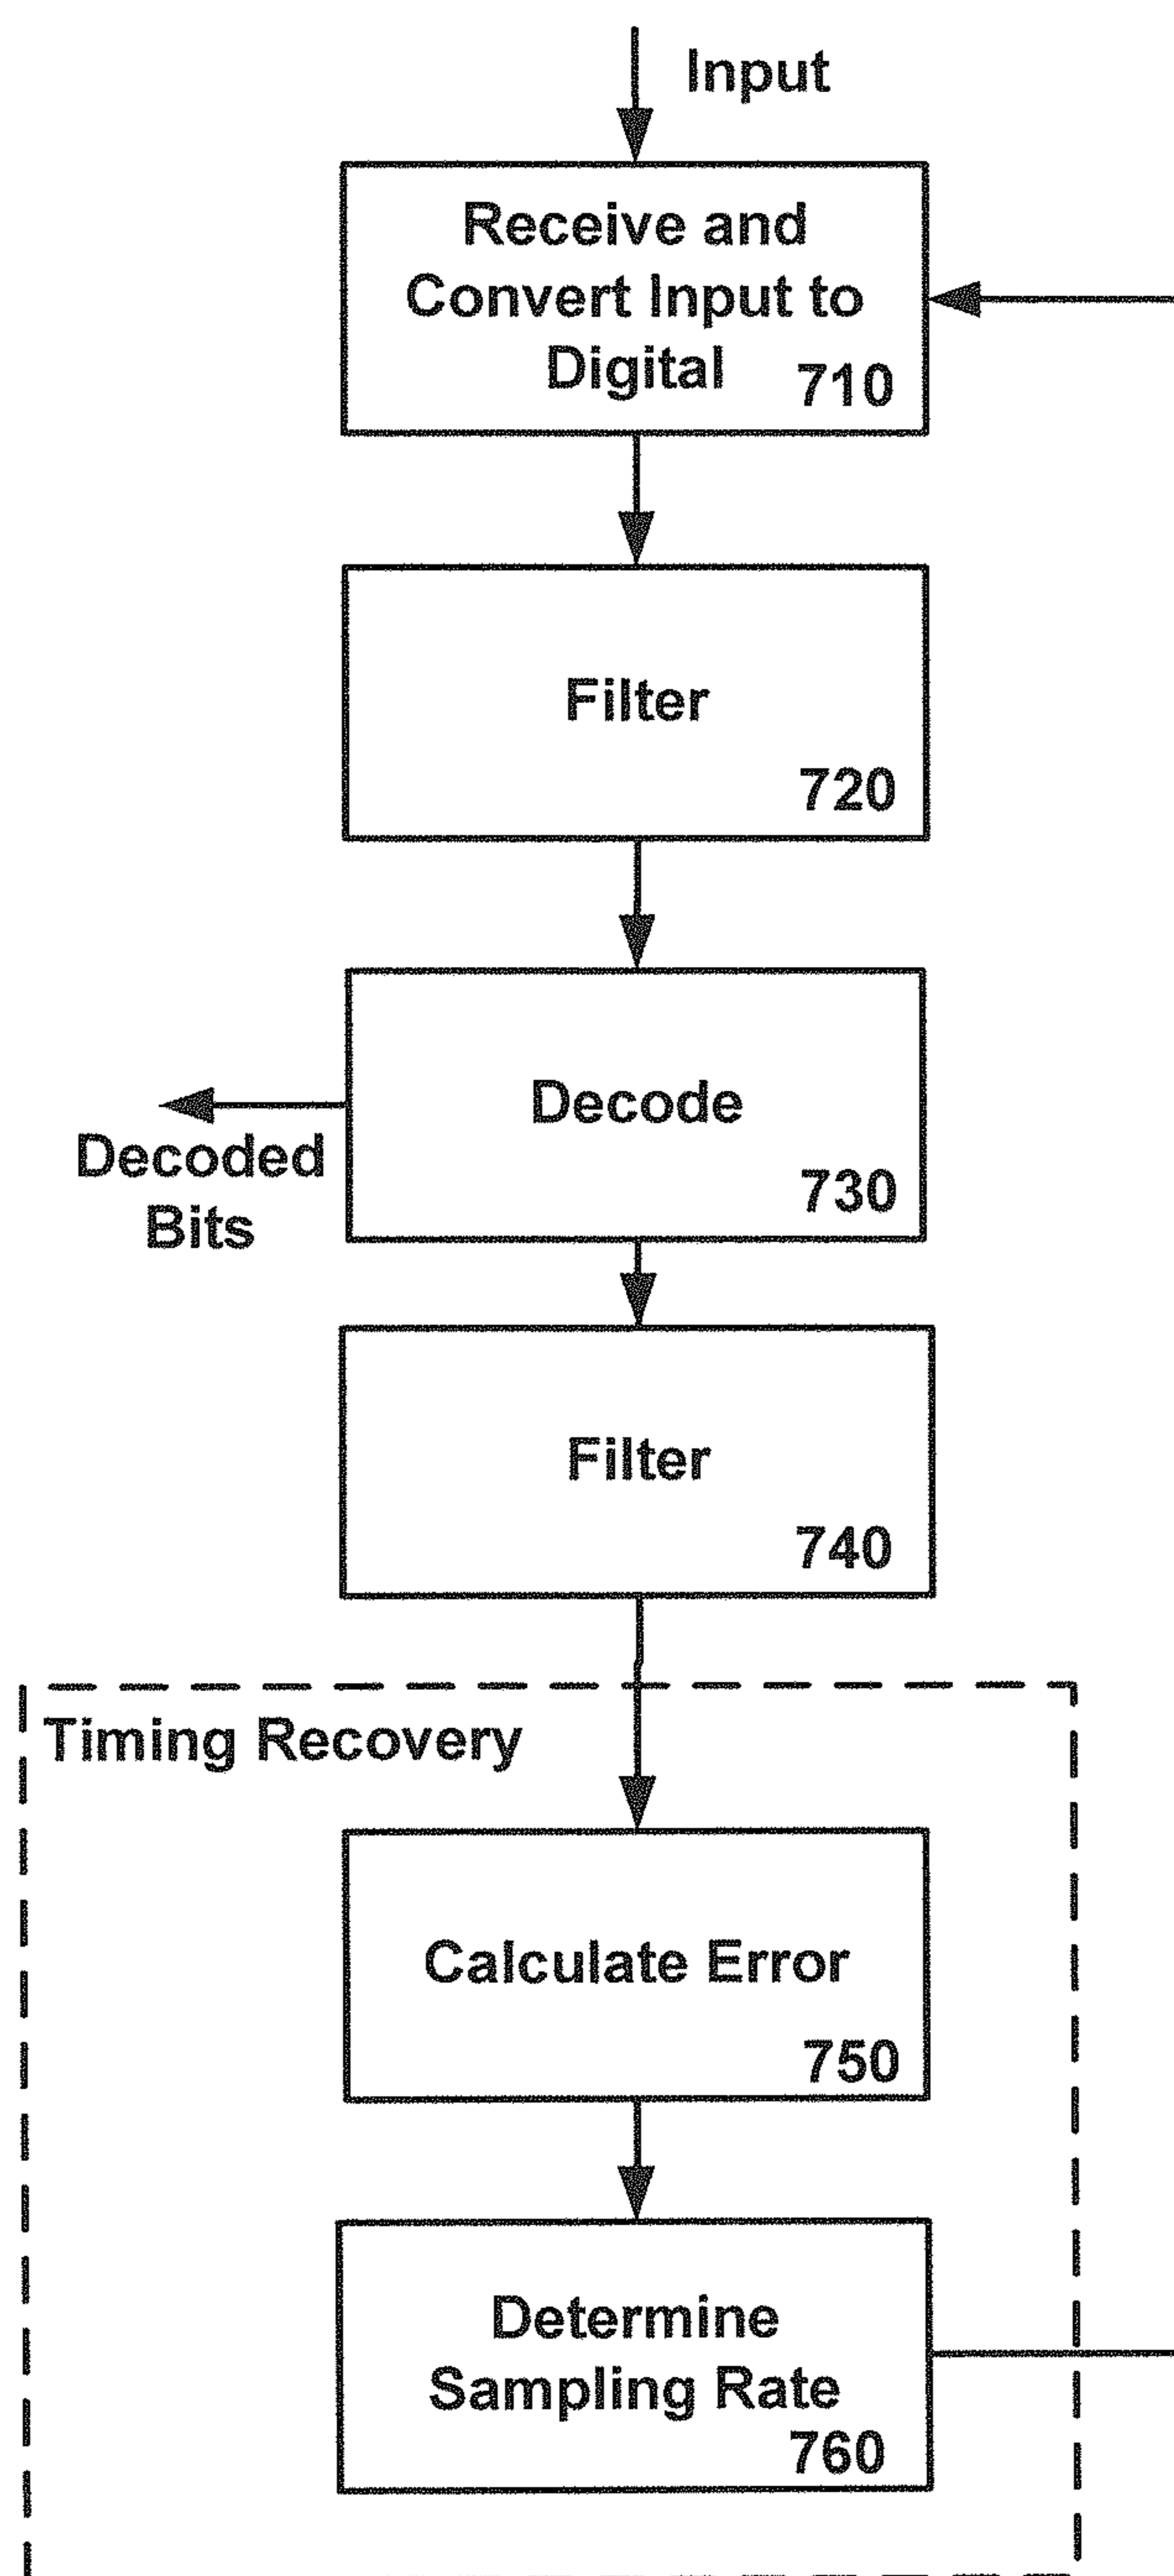 Input
Receive and
Convert Input to
Digital 710
Filter
720
Decode
730
Decoded
Bits
Filter
740
Timing Recovery
Calculate Error
750
Determine
Sampling Rate
760